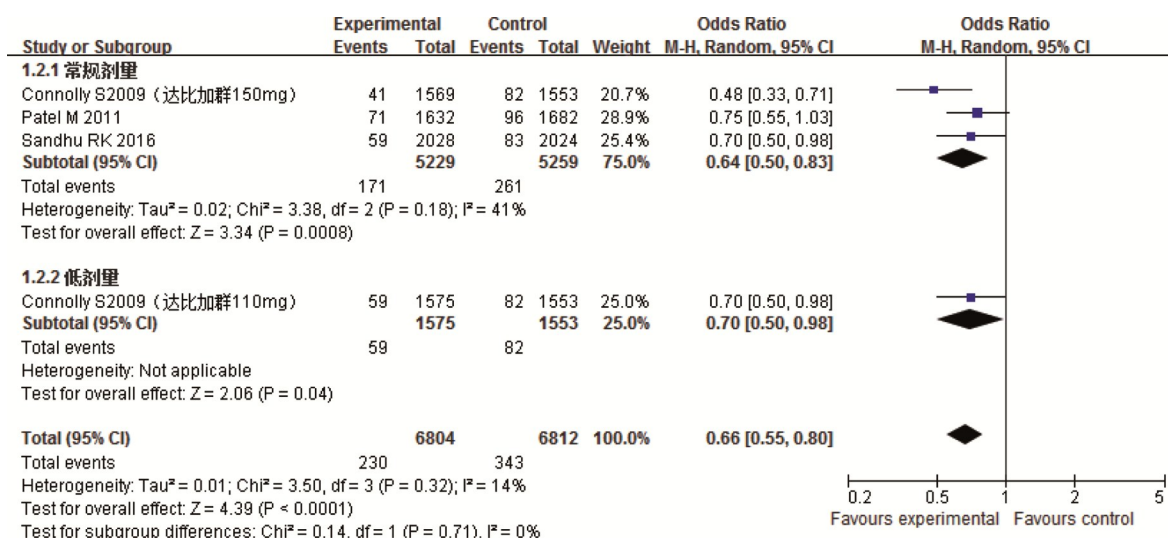 Experimental Control Odds Ratio Odds Ratio
Study or Subgroup Events Total Events Total Weight M-H, Random, 95% CI M-H, Random, 95% CI
1.2.1 常规剂量
Connolly S2009（达比加群150mg） 41 1569 82 1553 20.7% 0.48 [0.33, 0.71]
Patel M 2011 71 1632 96 1682 28.9% 0.75 [0.55, 1.03]
Sandhu RK 2016 59 2028 83 2024 25.4% 0.70 [0.50, 0.98]
Subtotal (95% CI) 5229 5259 75.0% 0.64 [0.50, 0.83]
Total events 171 261
Heterogeneity: Tau² = 0.02; Chi² = 3.38, df = 2 (P = 0.18); I² = 41%
Test for overall effect: Z = 3.34 (P = 0.0008)
1.2.2 低剂量
Connolly S2009（达比加群110mg） 59 1575 82 1553 25.0% 0.70 [0.50, 0.98]
Subtotal (95% CI) 1575 1553 25.0% 0.70 [0.50, 0.98]
Total events 59 82
Heterogeneity: Not applicable
Test for overall effect: Z = 2.06 (P = 0.04)
Total (95% CI) 6804 6812 100.0% 0.66 [0.55, 0.80]
Total events 230 343
Heterogeneity: Tau² = 0.01; Chi² = 3.50, df = 3 (P = 0.32); I² = 14%
Test for overall effect: Z = 4.39 (P < 0.0001)
Test for subgroup differences: Chi² = 0.14, df = 1 (P = 0.71), I² = 0%
0.2 0.5 1 2 5
Favours experimental Favours control